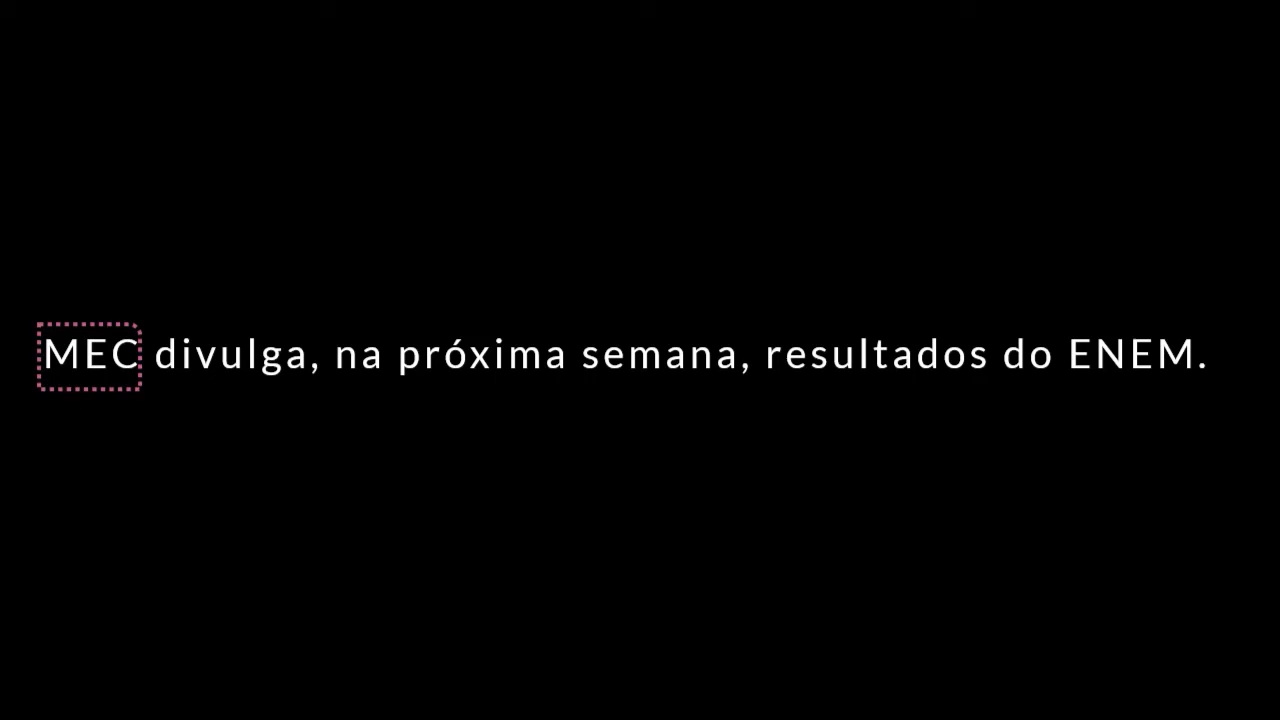 MEC divulga, na próxima semana, resultados do ENEM.